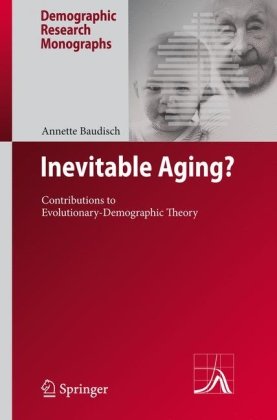 Demographic
Research
Monographs
Annette Baudisch
Inevitable Aging?
Contributions to
Evolutionary-Demographic Theory
Springer